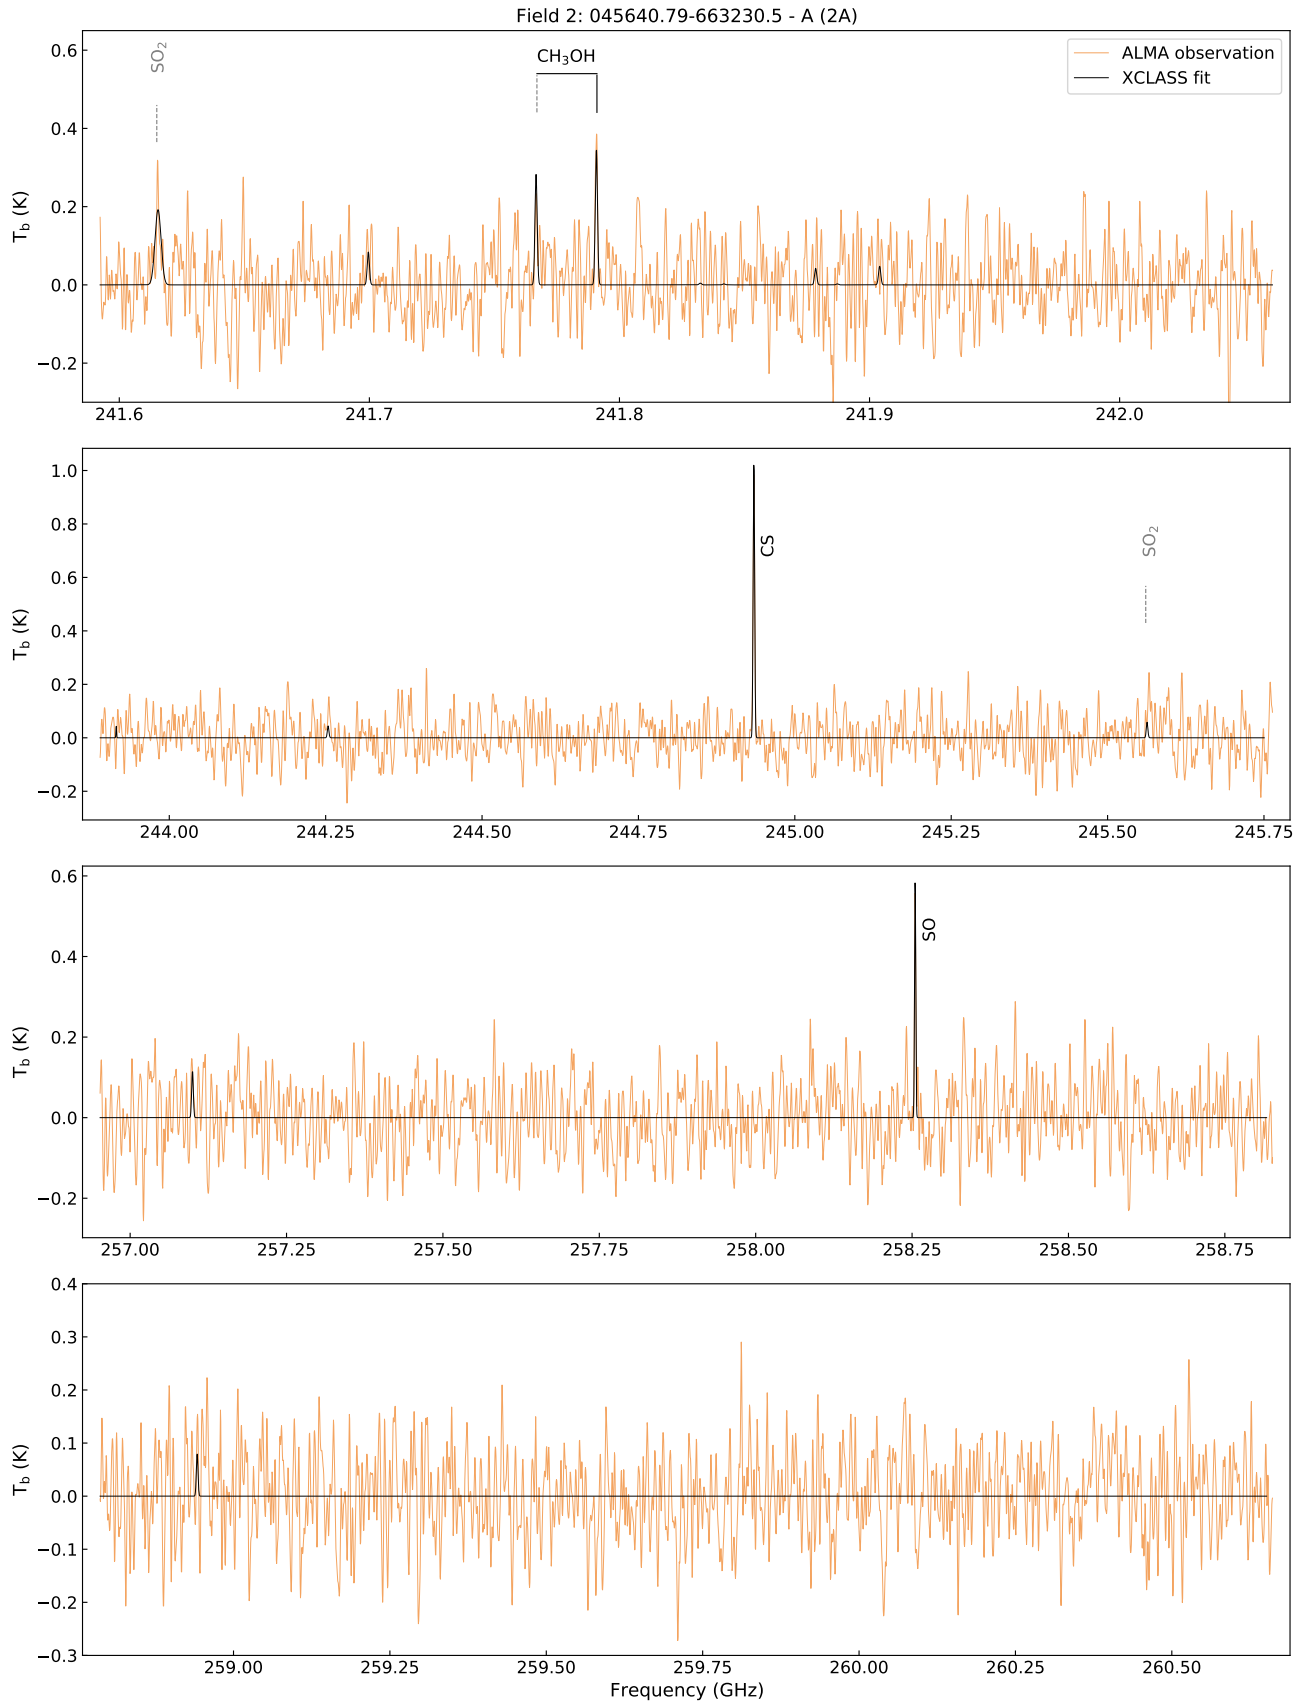 Field 2: 045640.79-663230.5 - A (2A)
0.6
0.4
0.2
0.0
−0.2
T_b (K)
SO₂
CH₃OH
ALMA observation
XCLASS fit
241.6 241.7 241.8 241.9 242.0
1.0
0.8
0.6
0.4
0.2
0.0
−0.2
T_b (K)
CS
SO₂
244.00 244.25 244.50 244.75 245.00 245.25 245.50 245.75
0.6
0.4
0.2
0.0
−0.2
T_b (K)
SO
257.00 257.25 257.50 257.75 258.00 258.25 258.50 258.75
0.4
0.3
0.2
0.1
0.0
−0.1
−0.2
−0.3
T_b (K)
259.00 259.25 259.50 259.75 260.00 260.25 260.50
Frequency (GHz)